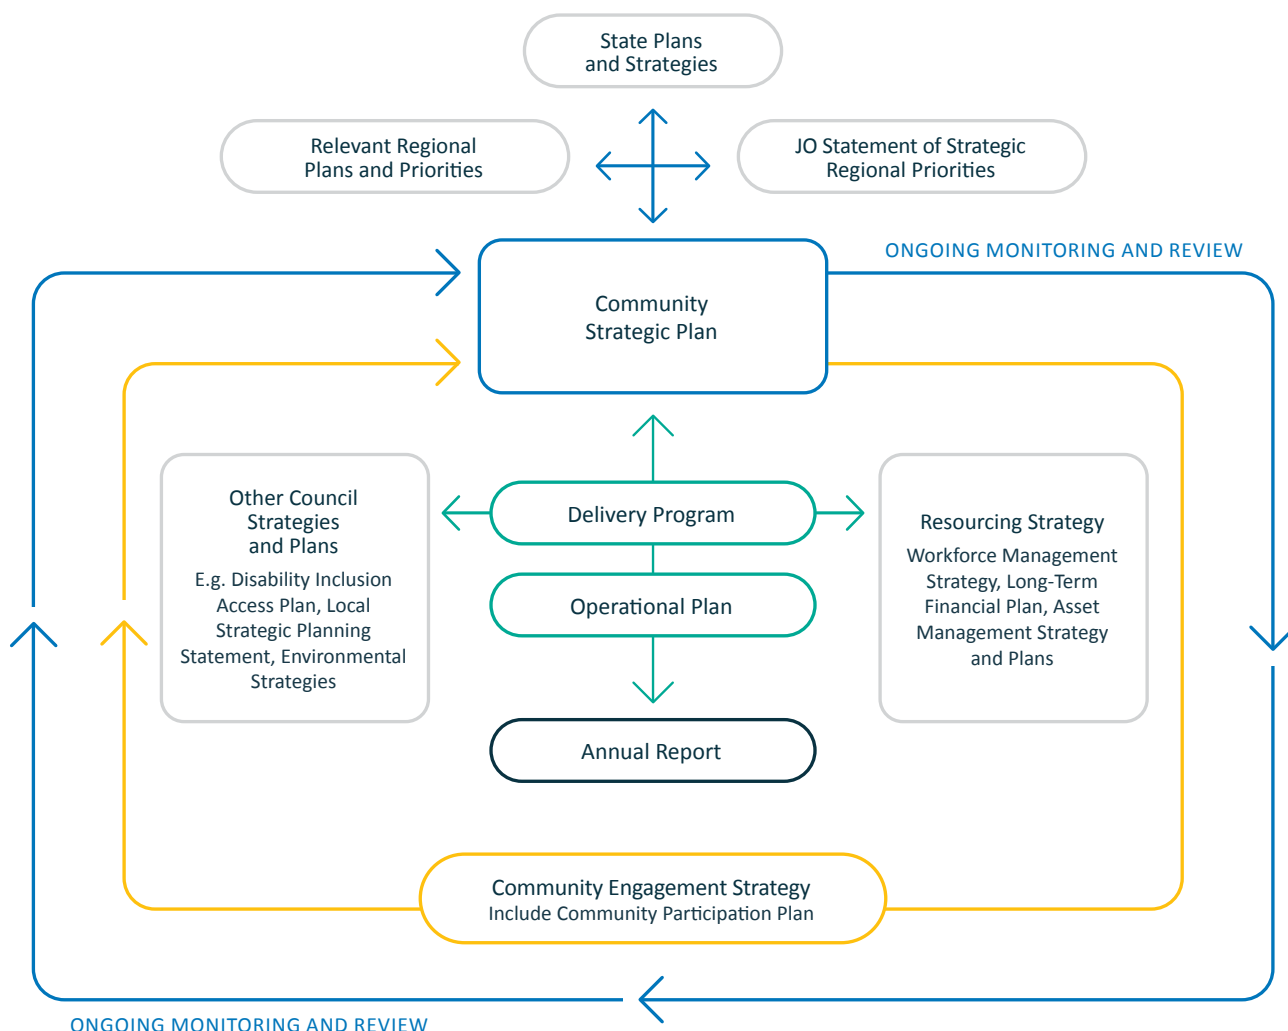 State Plans
and Strategies
Relevant Regional
Plans and Priorities
JO Statement of Strategic
Regional Priorities
ONGOING MONITORING AND REVIEW
Community
Strategic Plan
Other Council
Strategies
and Plans
E.g. Disability Inclusion
Access Plan, Local
Strategic Planning
Statement, Environmental
Strategies
Delivery Program
Operational Plan
Annual Report
Resourcing Strategy
Workforce Management
Strategy, Long-Term
Financial Plan, Asset
Management Strategy
and Plans
Community Engagement Strategy
Include Community Participation Plan
ONGOING MONITORING AND REVIEW